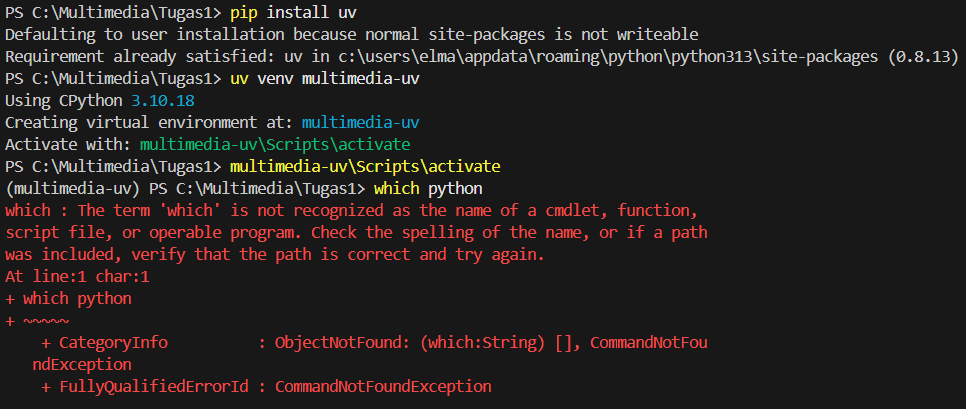 PS C:\Multimedia\Tugas1> pip install uv
Defaulting to user installation because normal site-packages is not writeable
Requirement already satisfied: uv in c:\users\elma\appdata\roaming\python\python313\site-packages (0.8.13)
PS C:\Multimedia\Tugas1> uv venv multimedia-uv
Using CPython 3.10.18
Creating virtual environment at: multimedia-uv
Activate with: multimedia-uv\Scripts\activate
PS C:\Multimedia\Tugas1> multimedia-uv\Scripts\activate
(multimedia-uv) PS C:\Multimedia\Tugas1> which python
which : The term 'which' is not recognized as the name of a cmdlet, function,
script file, or operable program. Check the spelling of the name, or if a path
was included, verify that the path is correct and try again.
At line:1 char:1
+ which python
+ ~~~~~
    + CategoryInfo          : ObjectNotFound: (which:String) [], CommandNotFou
   ndException
    + FullyQualifiedErrorId : CommandNotFoundException